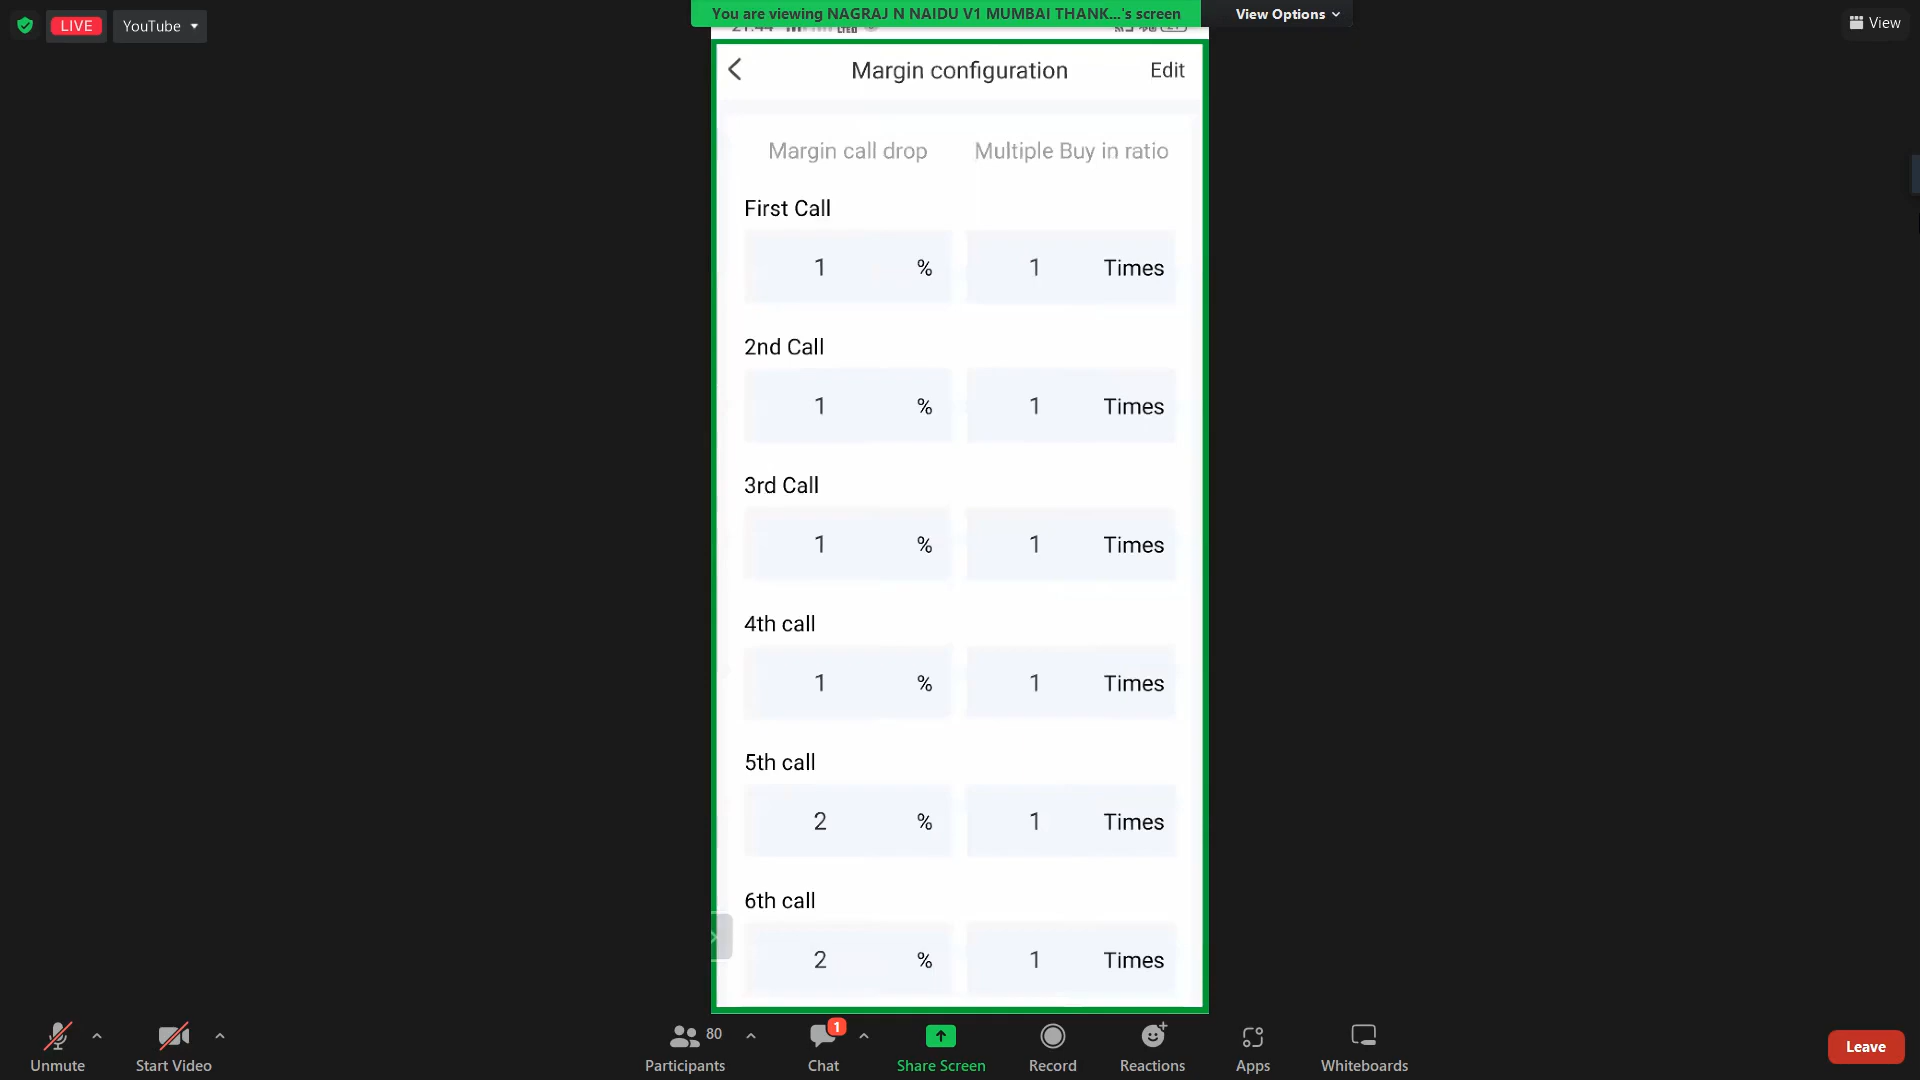 LIVE
YouTube
You are viewing NAGRAJ N NAIDU V1 MUMBAI THANK...'s screen
View Options
View
Margin configuration
Edit
Margin call drop Multiple Buy in ratio
First Call
1 % 1 Times
2nd Call
1 % 1 Times
3rd Call
1 % 1 Times
4th call
1 % 1 Times
5th call
2 % 1 Times
6th call
2 % 1 Times
Unmute
Start Video
80
Participants
1
Chat
Share Screen
Record
Reactions
Apps
Whiteboards
Leave